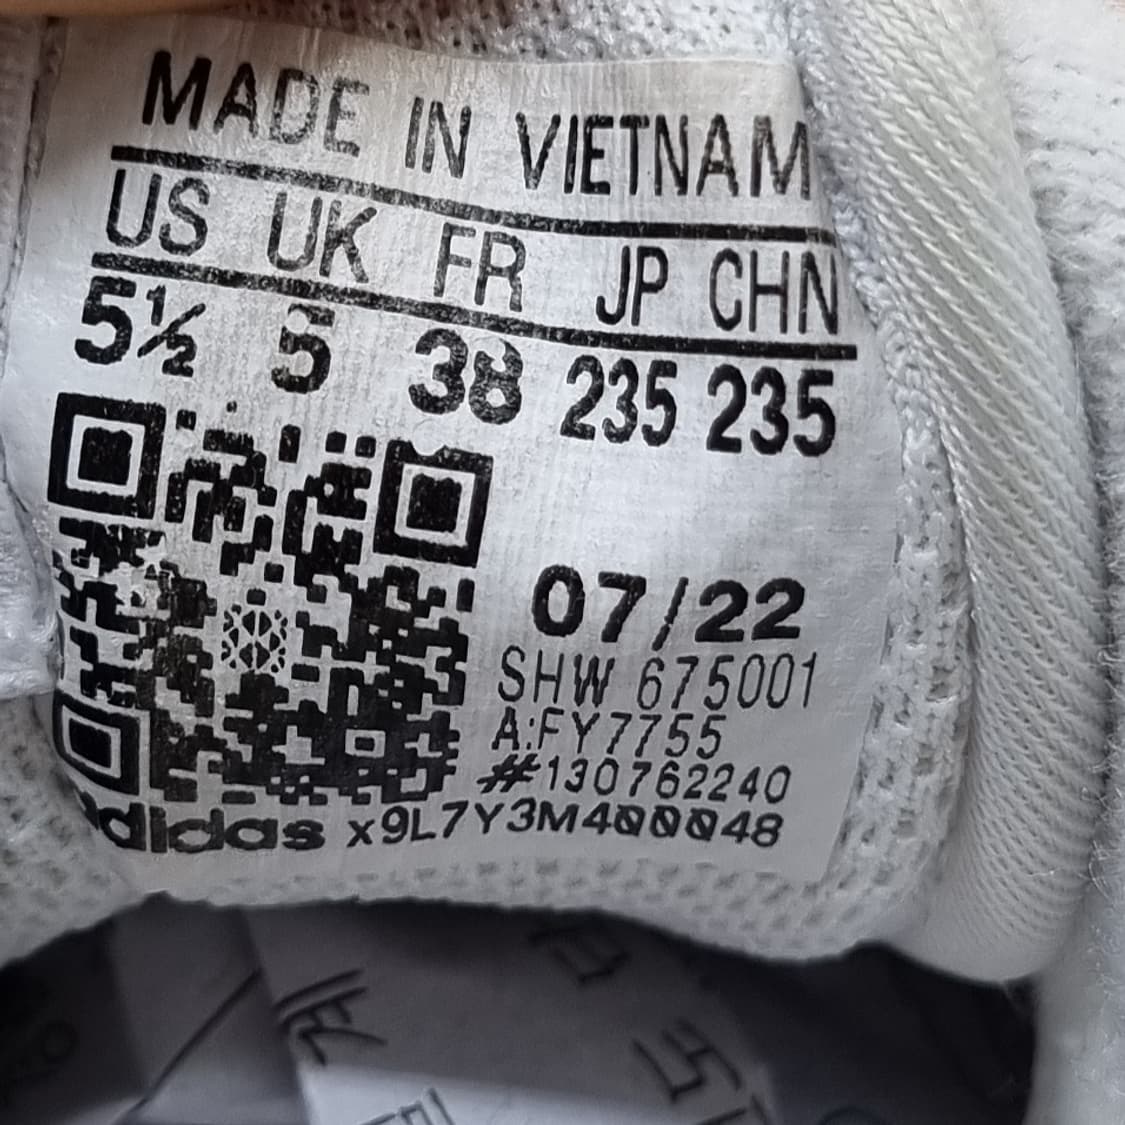 MADE IN VIETNAM
US UK FR JP CHN
5½ 5 38 235 235
07/22
SHW 675001
A:FY7755
#130762240
adidas x9L7Y3M400048